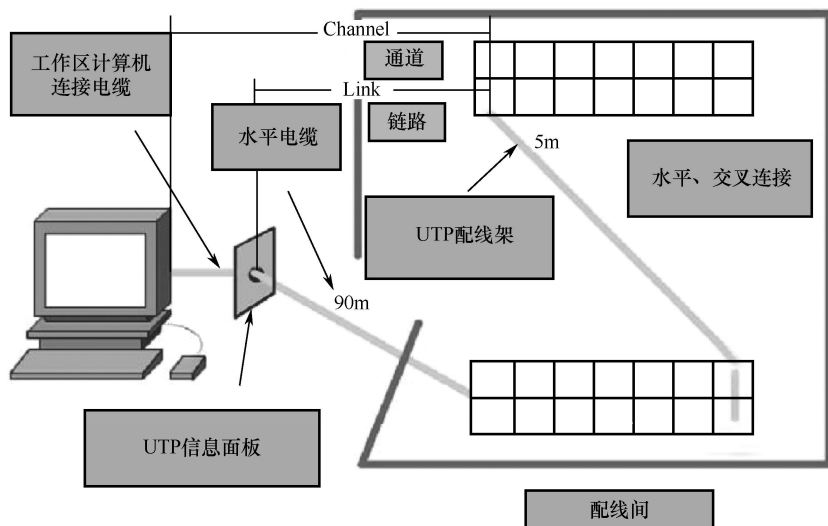 Channel
工作区计算机
连接电缆
通道
Link
水平电缆
链路
5m
水平、交叉连接
UTP配线架
90m
UTP信息面板
配线间